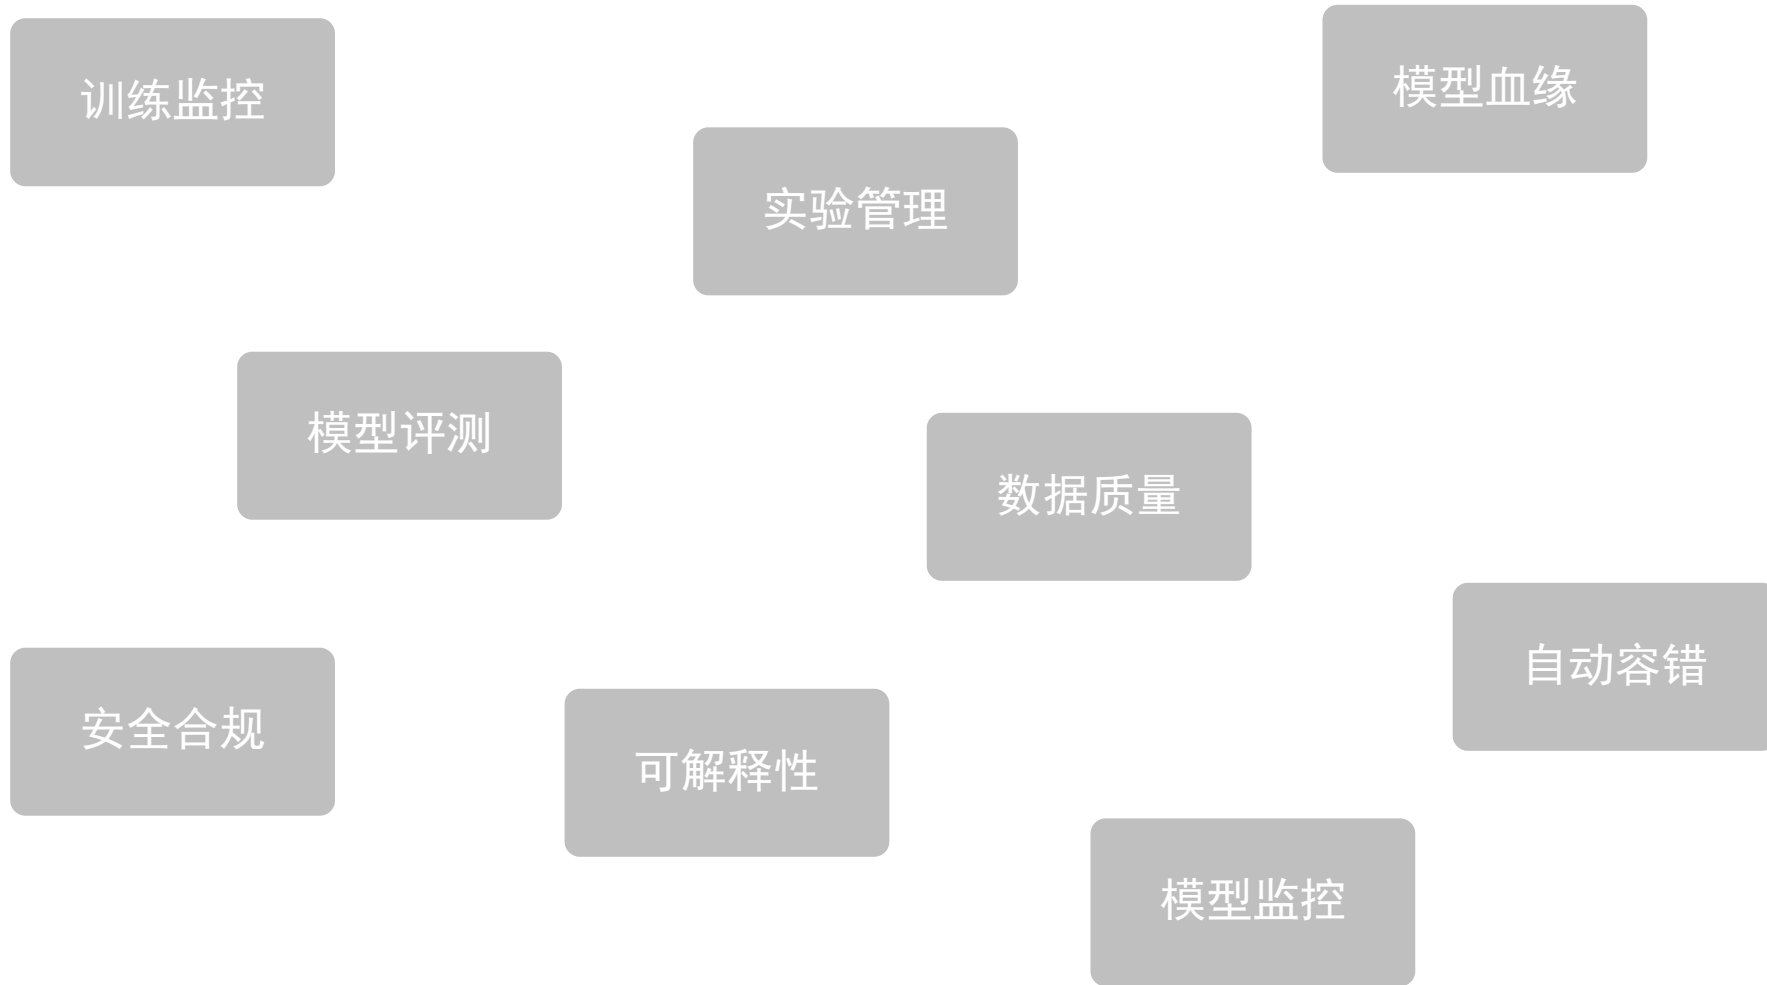 训练监控
模型血缘
实验管理
模型评测
数据质量
自动容错
安全合规
可解释性
模型监控